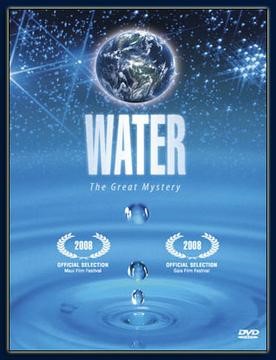 WATER
The Great Mystery
2008
OFFICIAL SELECTION
Maui Film Festival
2008
OFFICIAL SELECTION
Gaia Film Festival
DVD